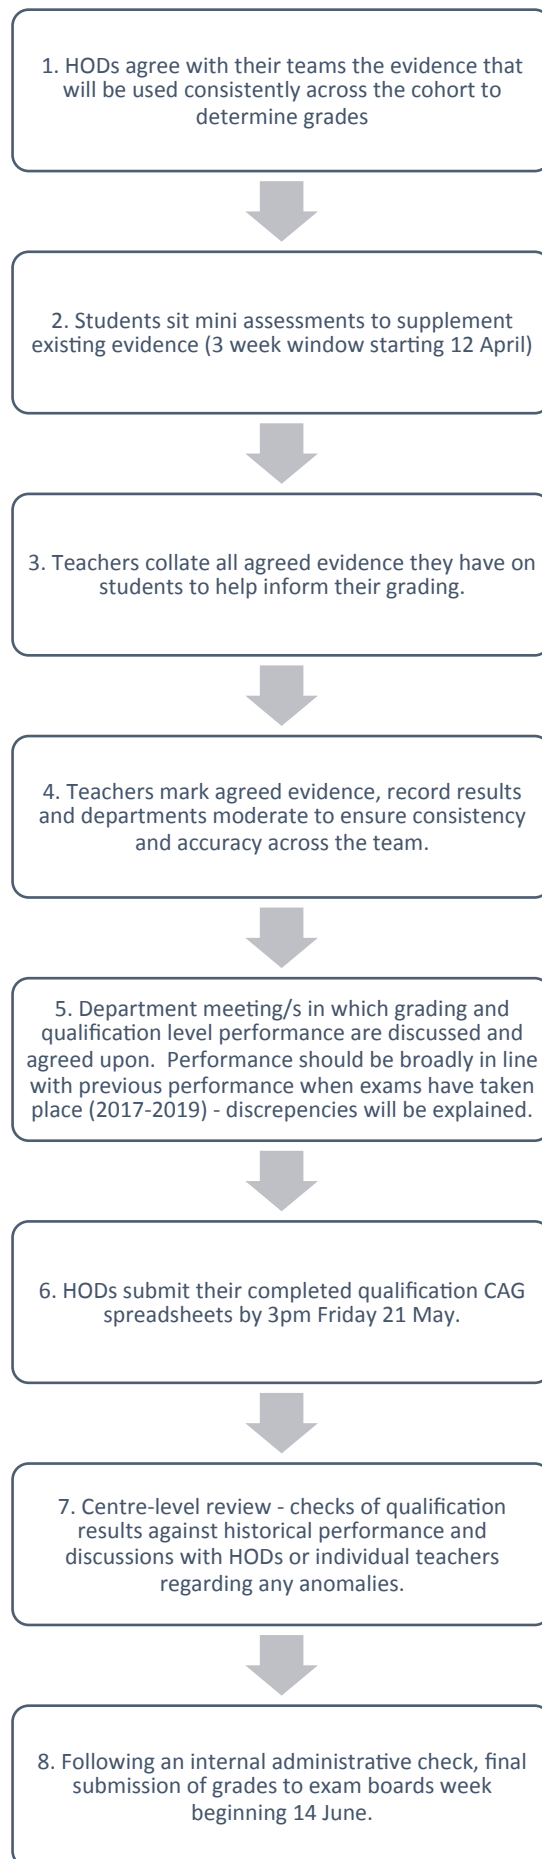 1. HODs agree with their teams the evidence that
will be used consistently across the cohort to
determine grades
2. Students sit mini assessments to supplement
existing evidence (3 week window starting 12 April)
3. Teachers collate all agreed evidence they have on
students to help inform their grading.
4. Teachers mark agreed evidence, record results
and departments moderate to ensure consistency
and accuracy across the team.
5. Department meeting/s in which grading and
qualification level performance are discussed and
agreed upon.  Performance should be broadly in line
with previous performance when exams have taken
place (2017-2019) - discrepencies will be explained.
6. HODs submit their completed qualification CAG
spreadsheets by 3pm Friday 21 May.
7. Centre-level review - checks of qualification
results against historical performance and
discussions with HODs or individual teachers
regarding any anomalies.
8. Following an internal administrative check, final
submission of grades to exam boards week
beginning 14 June.